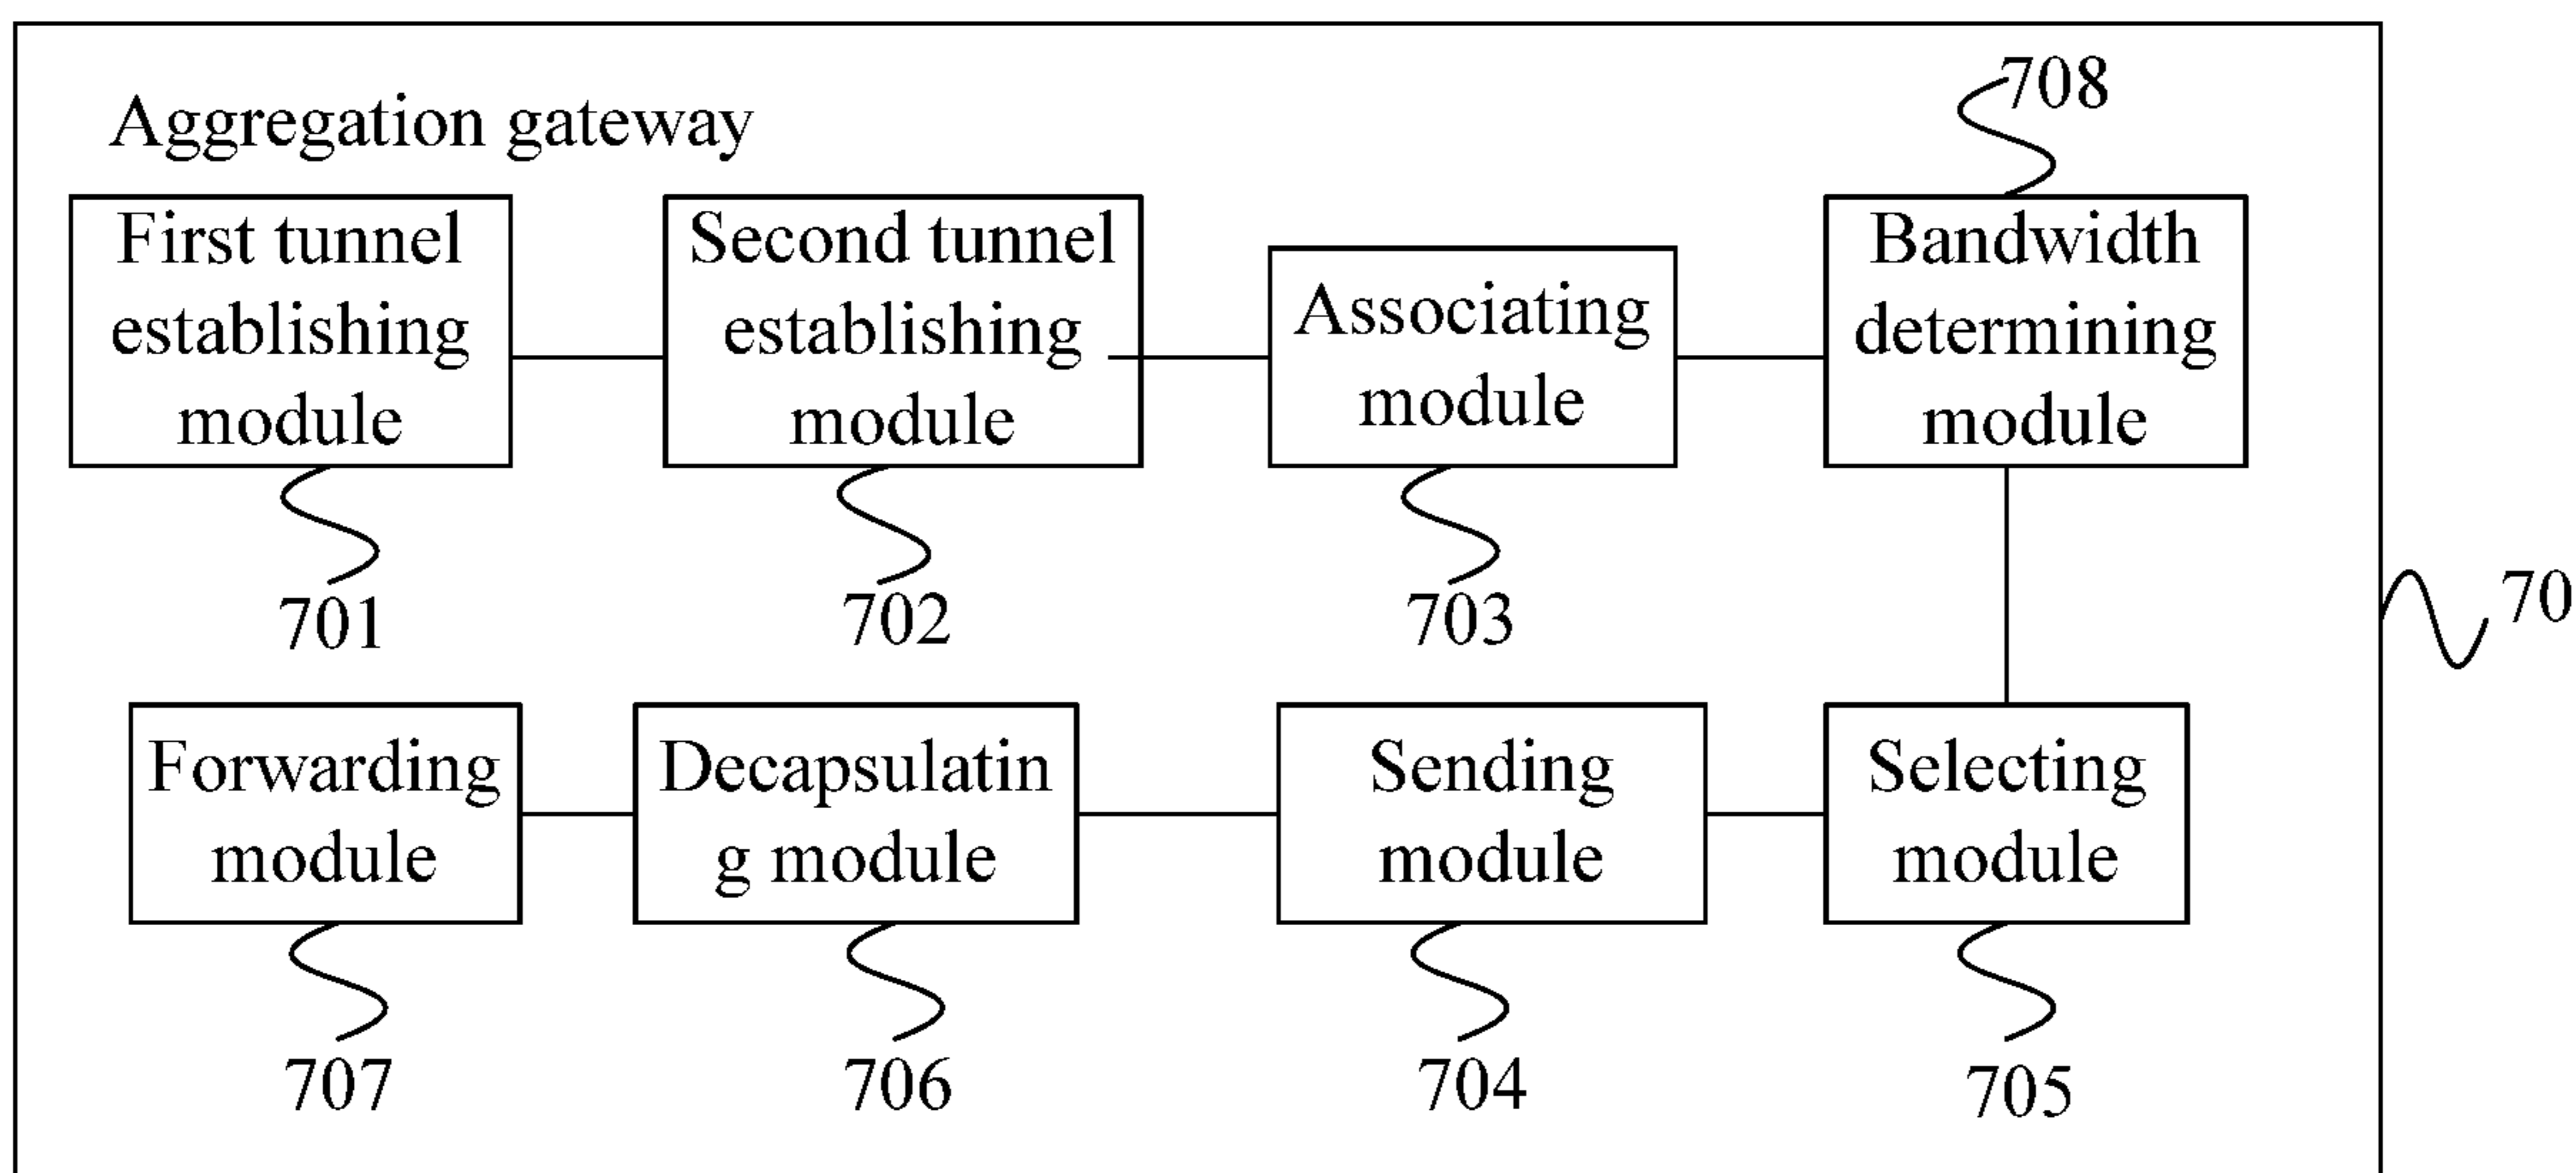 Aggregation gateway
708
First tunnel
establishing
module
Second tunnel
establishing
module
Associating
module
Bandwidth
determining
module
701
702
703
70
Forwarding
module
Decapsulatin
g module
Sending
module
Selecting
module
707
706
704
705